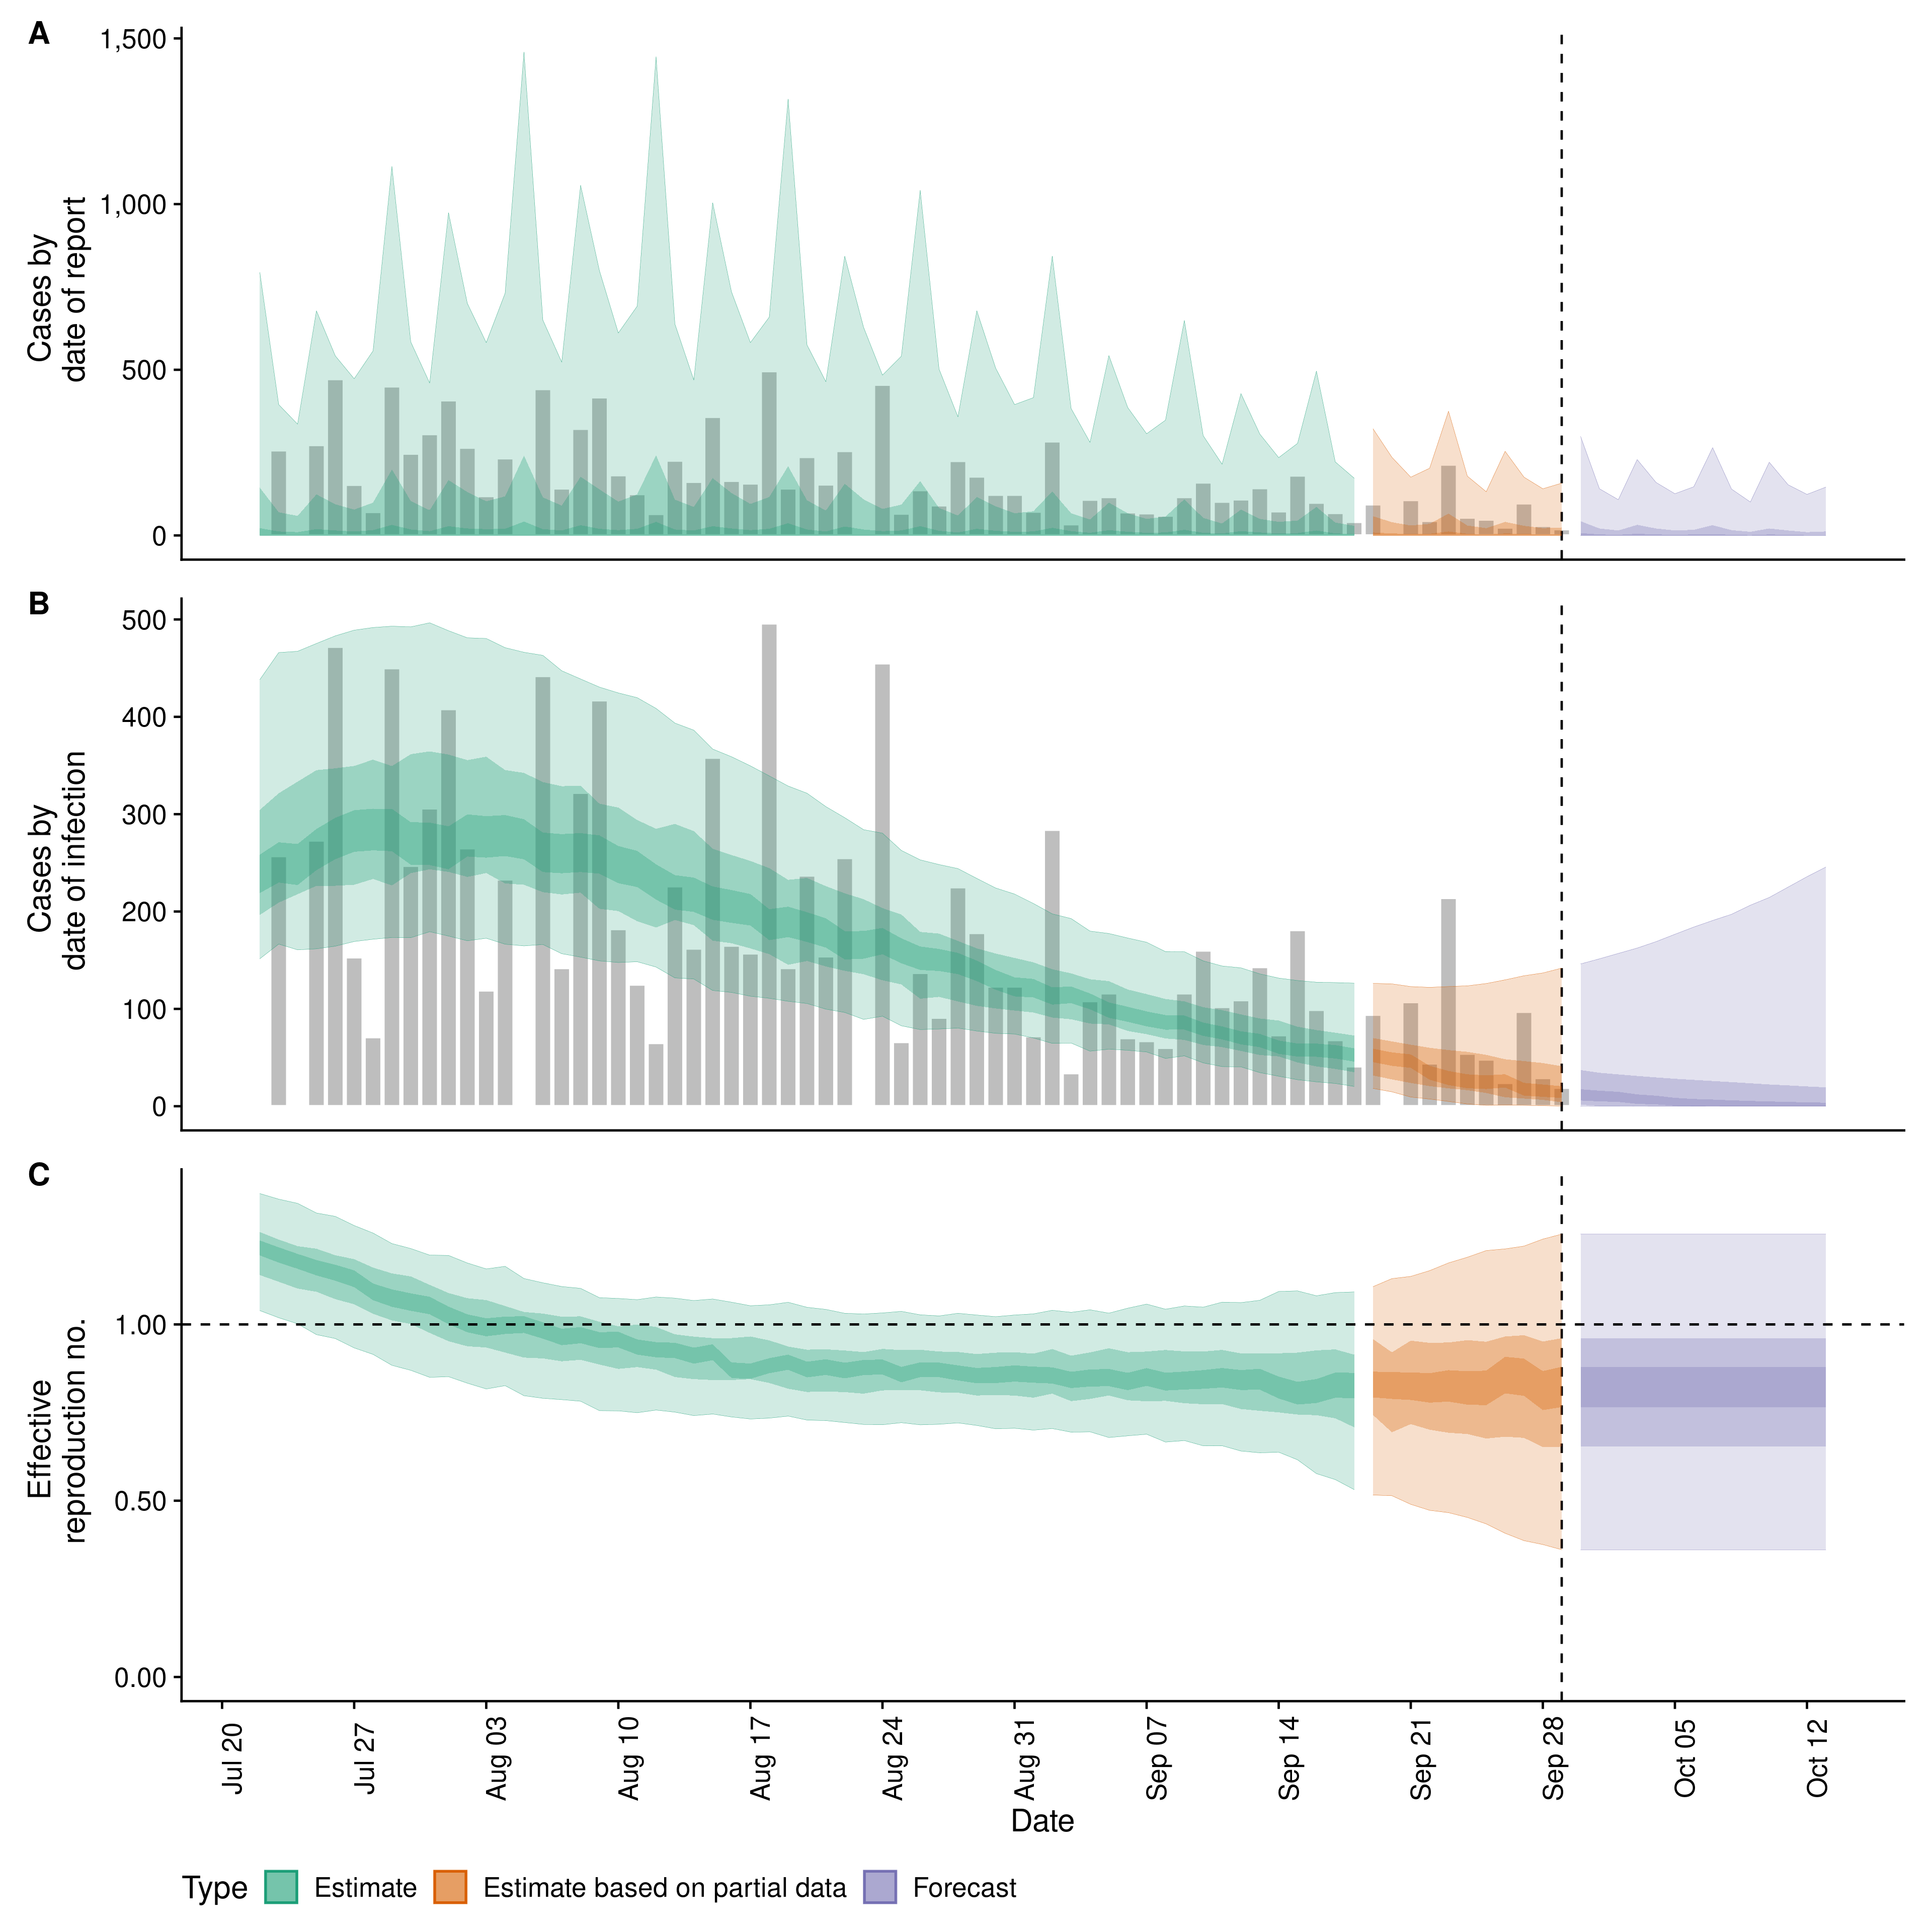 A
1,500
1,000
500
0
Cases by
date of report
B
500
400
300
200
100
0
Cases by
date of infection
C
1.00
0.50
0.00
Effective
reproduction no.
Jul 20
Jul 27
Aug 03
Aug 10
Aug 17
Aug 24
Aug 31
Sep 07
Sep 14
Sep 21
Sep 28
Oct 05
Oct 12
Date
Type Estimate Estimate based on partial data Forecast